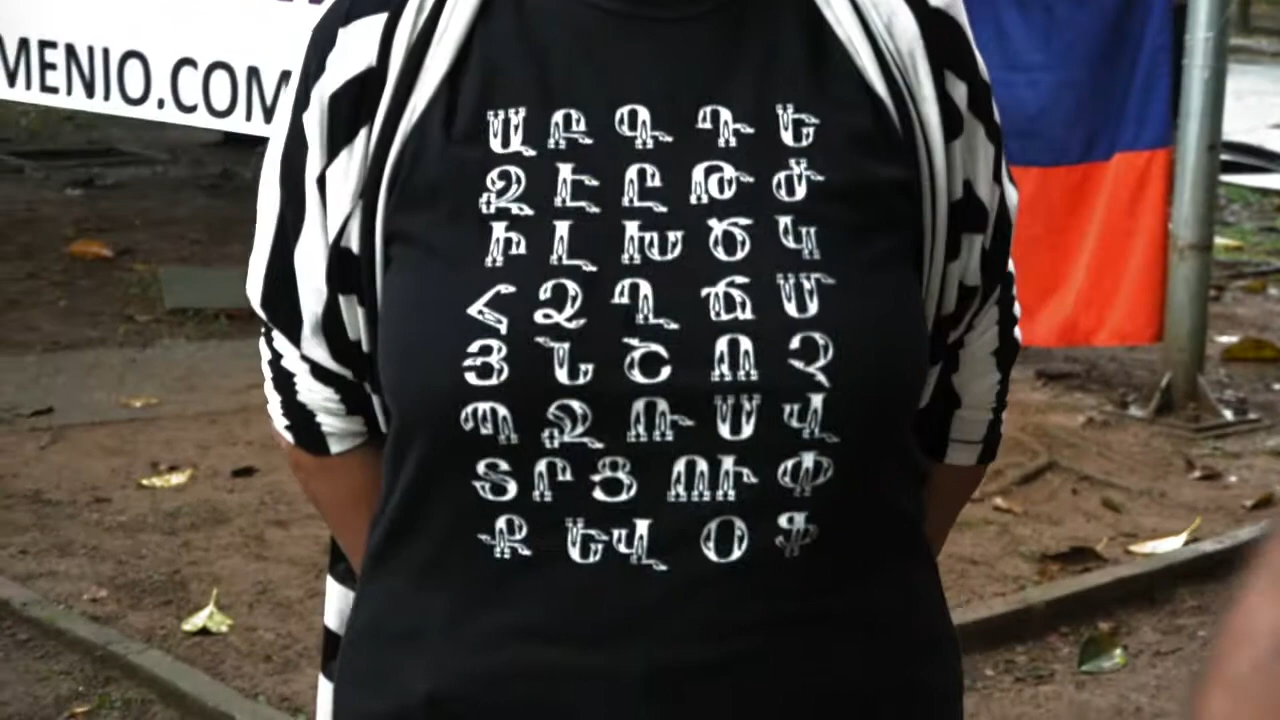 MENIO.COM
Ա Բ Գ Դ Ե
Զ Է Ը Թ Ժ
Ի Լ Խ Ծ Կ
Հ Ձ Ղ Ճ Մ
Յ Ն Շ Ո Չ
Պ Ջ Ռ Ս Վ
Տ Ր Ց ՈՒ Փ
Ք ԵՎ Օ Ֆ